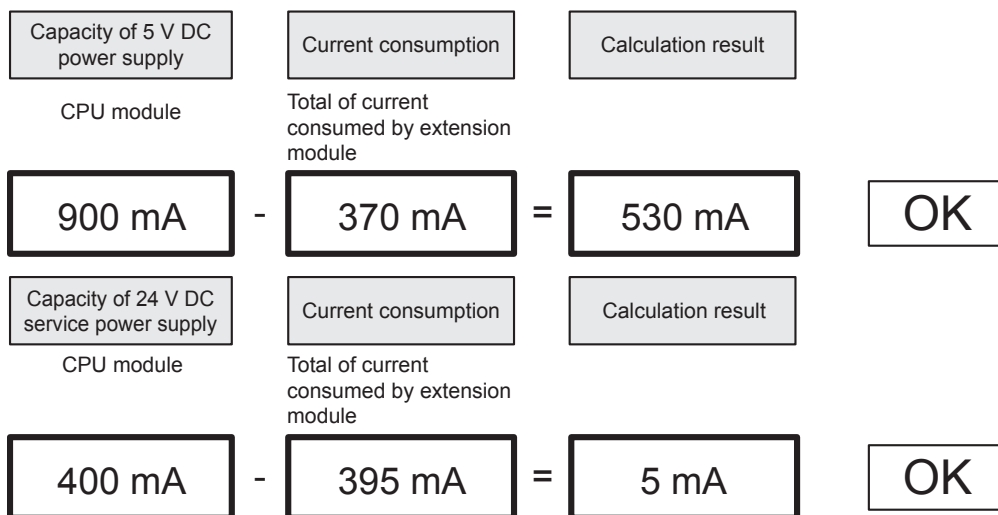 Capacity of 5 V DC
power supply
Current consumption
Calculation result
CPU module
Total of current
consumed by extension
module
900 mA - 370 mA = 530 mA OK
Capacity of 24 V DC
service power supply
Current consumption
Calculation result
CPU module
Total of current
consumed by extension
module
400 mA - 395 mA = 5 mA OK